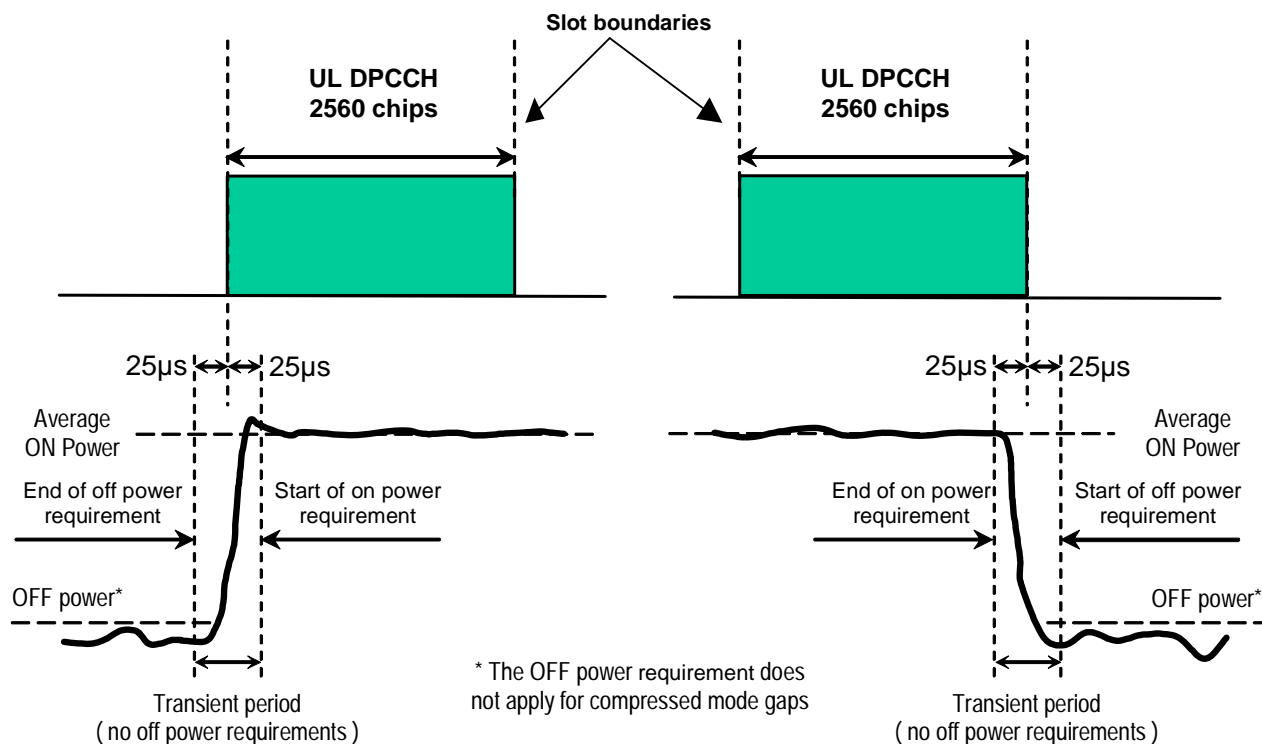 Slot boundaries
UL DPCCH
2560 chips
UL DPCCH
2560 chips
25µs
25µs
25µs
25µs
Average
ON Power
Average
ON Power
End of off power
requirement
Start of on power
requirement
End of on power
requirement
Start of off power
requirement
OFF power*
OFF power*
* The OFF power requirement does
not apply for compressed mode gaps
Transient period
( no off power requirements )
Transient period
( no off power requirements )